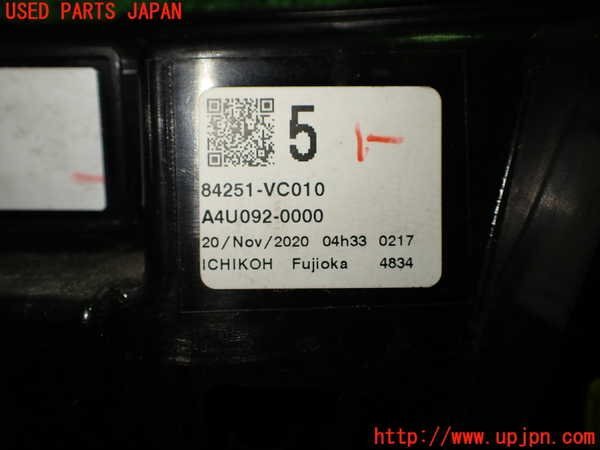 USED PARTS JAPAN
5
84251-VC010
A4U092-0000
20/Nov/2020 04h33 0217
ICHIKOH Fujioka 4834
www.upjpn.com